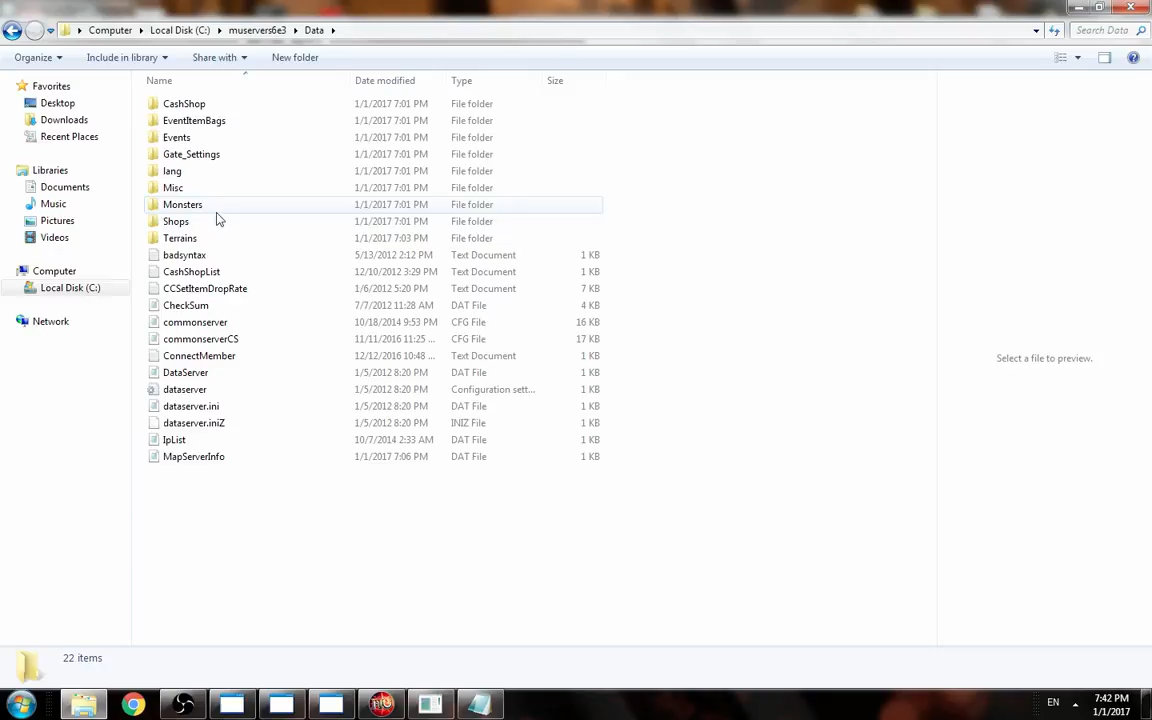 Computer Local Disk (C:) muservers6e3 Data Search Data
Organize Include in library Share with New folder
Favorites
Desktop
Downloads
Recent Places
Libraries
Documents
Music
Pictures
Videos
Computer
Local Disk (C:)
Network
Name Date modified Type Size
CashShop 1/1/2017 7:01 PM File folder
EventItemBags 1/1/2017 7:01 PM File folder
Events 1/1/2017 7:01 PM File folder
Gate_Settings 1/1/2017 7:01 PM File folder
lang 1/1/2017 7:01 PM File folder
Misc 1/1/2017 7:01 PM File folder
Monsters 1/1/2017 7:01 PM File folder
Shops 1/1/2017 7:01 PM File folder
Terrains 1/1/2017 7:03 PM File folder
badsyntax 5/13/2012 2:12 PM Text Document 1 KB
CashShopList 12/10/2012 3:29 PM Text Document 1 KB
CCSetItemDropRate 1/6/2012 5:20 PM Text Document 7 KB
CheckSum 7/7/2012 11:28 AM DAT File 4 KB
commonserver 10/18/2014 9:53 PM CFG File 16 KB
commonserverCS 11/11/2016 11:25 ... CFG File 17 KB
ConnectMember 12/12/2016 10:48 ... Text Document 1 KB
DataServer 1/5/2012 8:20 PM DAT File 1 KB
dataserver 1/5/2012 8:20 PM Configuration sett... 1 KB
dataserver.ini 1/5/2012 8:20 PM DAT File 1 KB
dataserver.iniZ 1/5/2012 8:20 PM INIZ File 1 KB
IpList 10/7/2014 2:33 AM DAT File 1 KB
MapServerInfo 1/1/2017 7:06 PM DAT File 1 KB
Select a file to preview.
22 items
EN 7:42 PM
1/1/2017